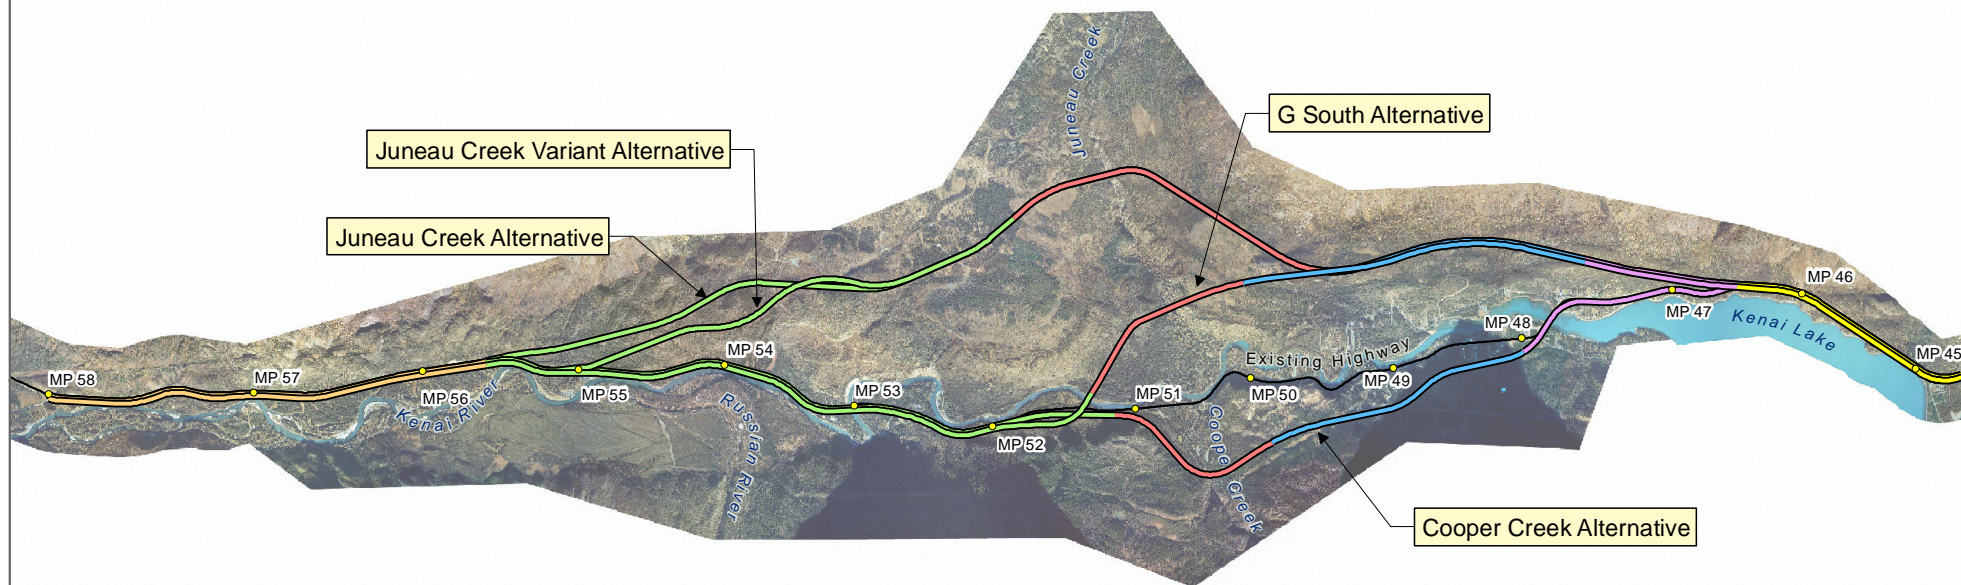 Juneau Creek
G South Alternative
Juneau Creek Variant Alternative
Juneau Creek Alternative
MP 46
MP 47
Kenai Lake
MP 48
MP 45
Existing Highway
MP 54
MP 58
MP 57
MP 49
MP 56
MP 55
MP 53
MP 51
MP 50
Kenai River
Russian River
MP 52
Cooper Creek
Cooper Creek Alternative